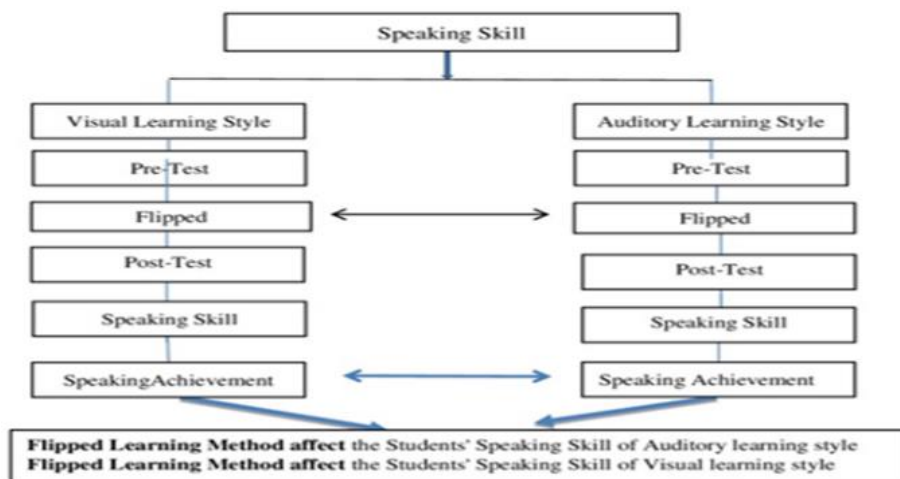 Speaking Skill
Visual Learning Style
Auditory Learning Style
Pre-Test
Pre-Test
Flipped
Flipped
Post-Test
Post-Test
Speaking Skill
Speaking Skill
SpeakingAchievement
Speaking Achievement
Flipped Learning Method affect the Students' Speaking Skill of Auditory learning style
Flipped Learning Method affect the Students' Speaking Skill of Visual learning style